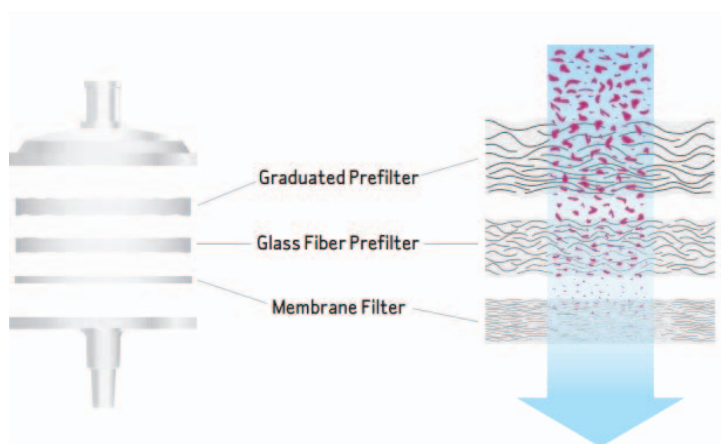 Graduated Prefilter
Glass Fiber Prefilter
Membrane Filter